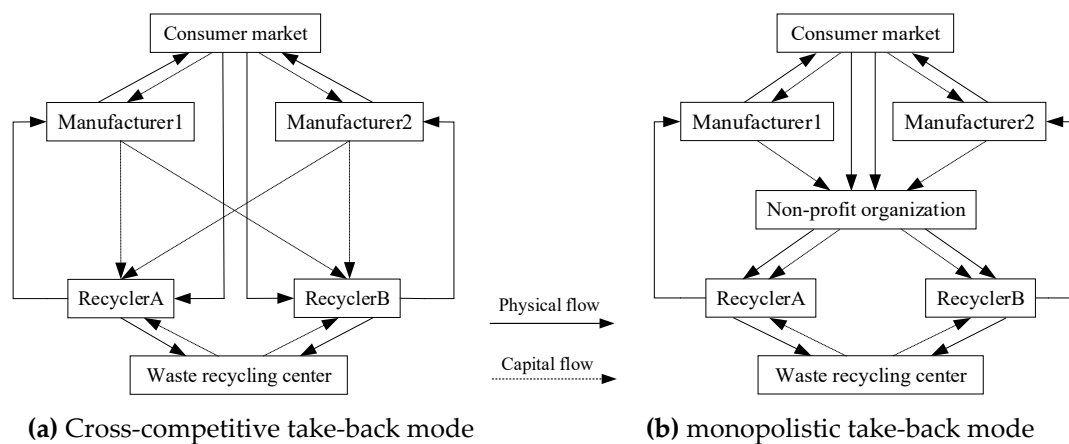 Consumer market
Manufacturer1
Manufacturer2
RecyclerA
RecyclerB
Waste recycling center
(a) Cross-competitive take-back mode
Physical flow
Capital flow
Consumer market
Manufacturer1
Manufacturer2
Non-profit organization
RecyclerA
RecyclerB
Waste recycling center
(b) monopolistic take-back mode